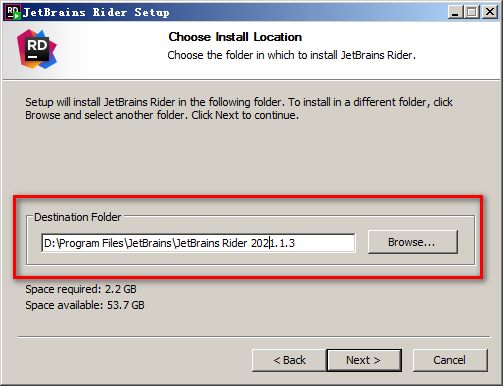 JetBrains Rider Setup
RD
Choose Install Location
Choose the folder in which to install JetBrains Rider.
Setup will install JetBrains Rider in the following folder. To install in a different folder, click
Browse and select another folder. Click Next to continue.
Destination Folder
D:\Program Files\JetBrains\JetBrains Rider 2021.1.3
Browse...
Space required: 2.2 GB
Space available: 53.7 GB
< Back
Next >
Cancel